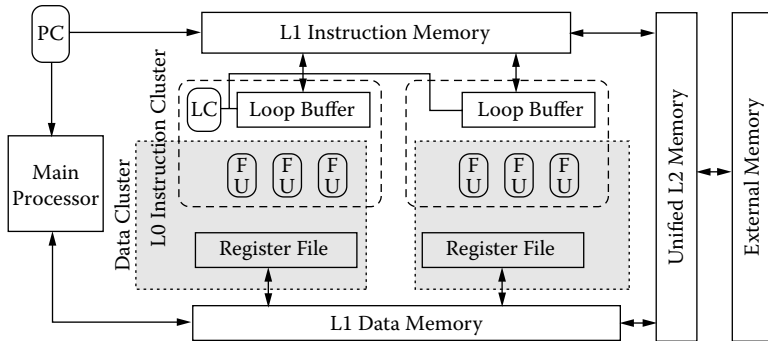 PC
L1 Instruction Memory
LC
Loop Buffer
Loop Buffer
Main
Processor
Data Cluster
L0 Instruction Cluster
F
U
F
U
F
U
F
U
F
U
F
U
Register File
Register File
L1 Data Memory
Unified L2 Memory
External Memory